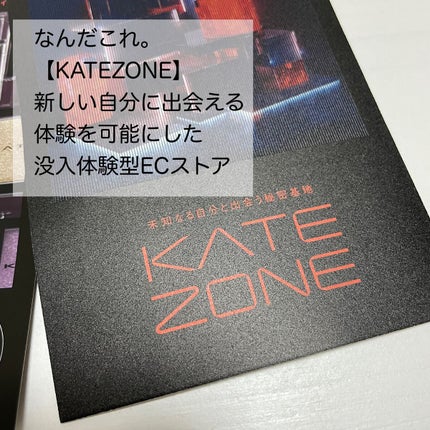 なんだこれ。
【KATEZONE】
新しい自分に出会える
体験を可能にした
没入体験型ECストア
未知なる自分と出会う秘密基地
KATE
ZONE